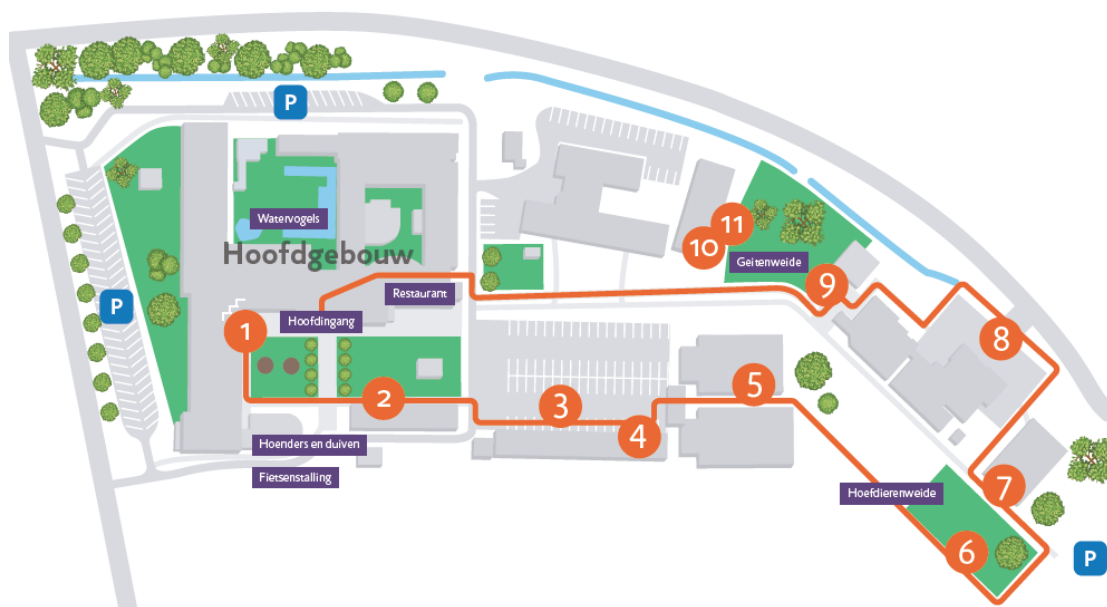 P
Watervogels
Hoofdgebouw
11
10
Geitenweide
Restaurant
9
P
Hoofdingang
1
8
5
2
3
4
Hoenders en duiven
Fietsenstalling
Hoefdierenweide
7
6
P